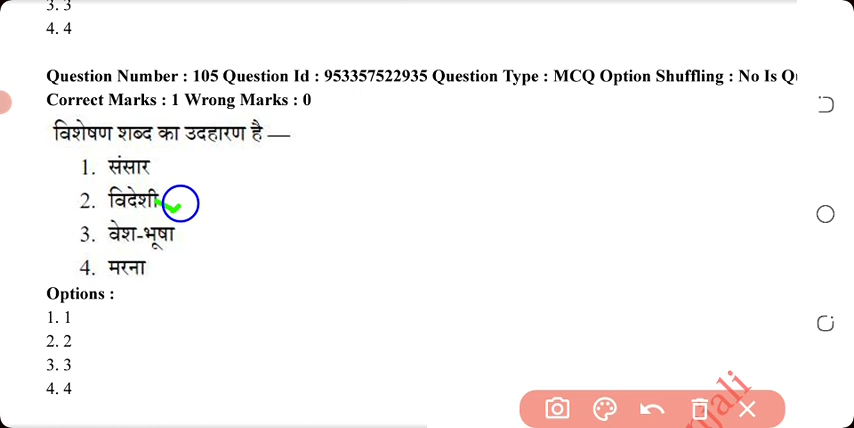 3. 3
4. 4
Question Number : 105 Question Id : 953357522935 Question Type : MCQ Option Shuffling : No Is Q
Correct Marks : 1 Wrong Marks : 0
विशेषण शब्द का उदहारण है —
1. संसार
2. विदेशी
3. वेश-भूषा
4. मरना
Options :
1. 1
2. 2
3. 3
4. 4